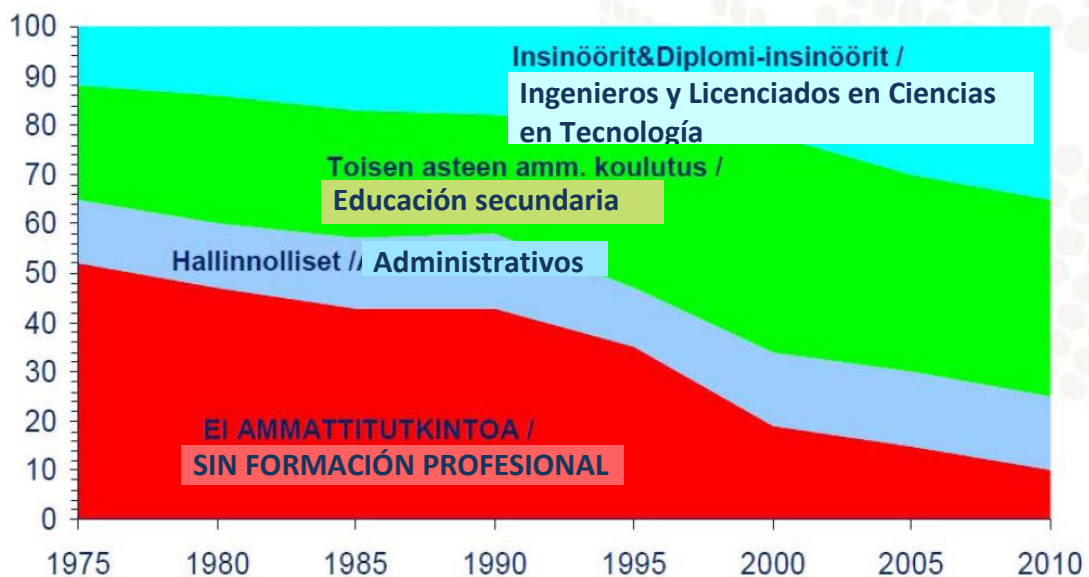 100
90
80
70
60
50
40
30
20
10
0
Insinöörit&Diplomi-insinöörit /
Ingenieros y Licenciados en Ciencias
en Tecnología
Toisen asteen amm. koulutus /
Educación secundaria
Hallinnolliset /
Administrativos
EI AMMATTITUTKINTOA /
SIN FORMACIÓN PROFESIONAL
1975 1980 1985 1990 1995 2000 2005 2010